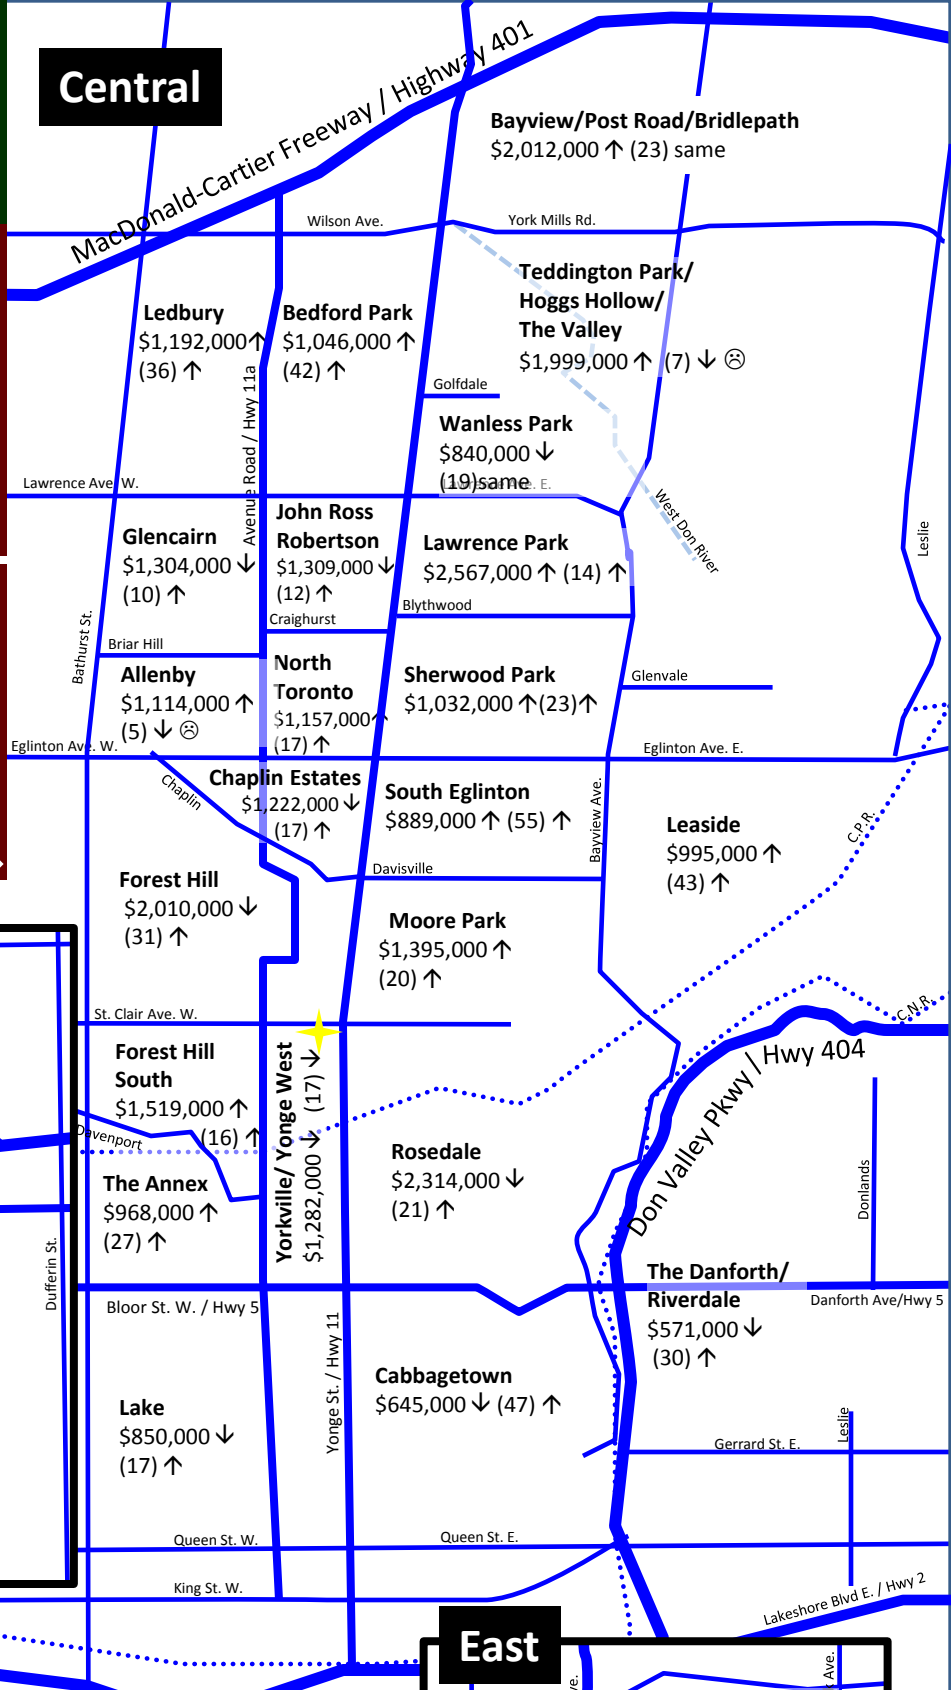 Central
MacDonald-Cartier Freeway / Highway 401
Bayview/Post Road/Bridlepath
$2,012,000 ↑ (23) same
Wilson Ave.
York Mills Rd.
Teddington Park/
Hoggs Hollow/
The Valley
$1,999,000 ↑ (7) ↓ ☹
Ledbury
$1,192,000↑
(36) ↑
Bedford Park
$1,046,000 ↑
(42) ↑
Avenue Road / Hwy 11a
Golfdale
Wanless Park
$840,000 ↓
(19)same
Lawrence Ave. W.
Lawrence Ave. E.
West Don River
Leslie
Glencairn
$1,304,000 ↓
(10) ↑
John Ross
Robertson
$1,309,000 ↓
(12) ↑
Lawrence Park
$2,567,000 ↑ (14) ↑
Blythwood
Craighurst
Bathurst St.
Briar Hill
Allenby
$1,114,000 ↑
(5) ↓ ☹
North
Toronto
$1,157,000↑
(17) ↑
Sherwood Park
$1,032,000 ↑(23)↑
Glenvale
Eglinton Ave. W.
Eglinton Ave. E.
Chaplin
Chaplin Estates
$1,222,000 ↓
(17) ↑
South Eglinton
$889,000 ↑ (55) ↑
Bayview Ave.
Leaside
$995,000 ↑
(43) ↑
C.P.R.
Davisville
Forest Hill
$2,010,000 ↓
(31) ↑
Moore Park
$1,395,000 ↑
(20) ↑
St. Clair Ave. W.
C.N.R.
Don Valley Pkwy / Hwy 404
Forest Hill
South
$1,519,000 ↑
(16) ↑
Davenport
Yorkville/ Yonge West
$1,282,000 → (17) →
Rosedale
$2,314,000 ↓
(21) ↑
Donlands
The Annex
$968,000 ↑
(27) ↑
Dufferin St.
Bloor St. W. / Hwy 5
The Danforth/
Riverdale
$571,000 ↓
(30) ↑
Danforth Ave/Hwy 5
Yonge St. / Hwy 11
Cabbagetown
$645,000 ↓ (47) ↑
Lake
$850,000 ↓
(17) ↑
Leslie
Gerrard St. E.
Queen St. W.
Queen St. E.
King St. W.
Lakeshore Blvd E. / Hwy 2
East
ve.
k Ave.